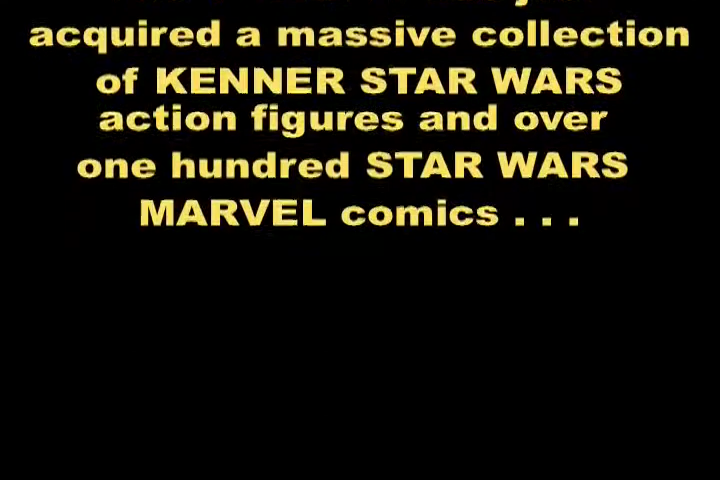 acquired a massive collection
of KENNER STAR WARS
action figures and over
one hundred STAR WARS
MARVEL comics . . .